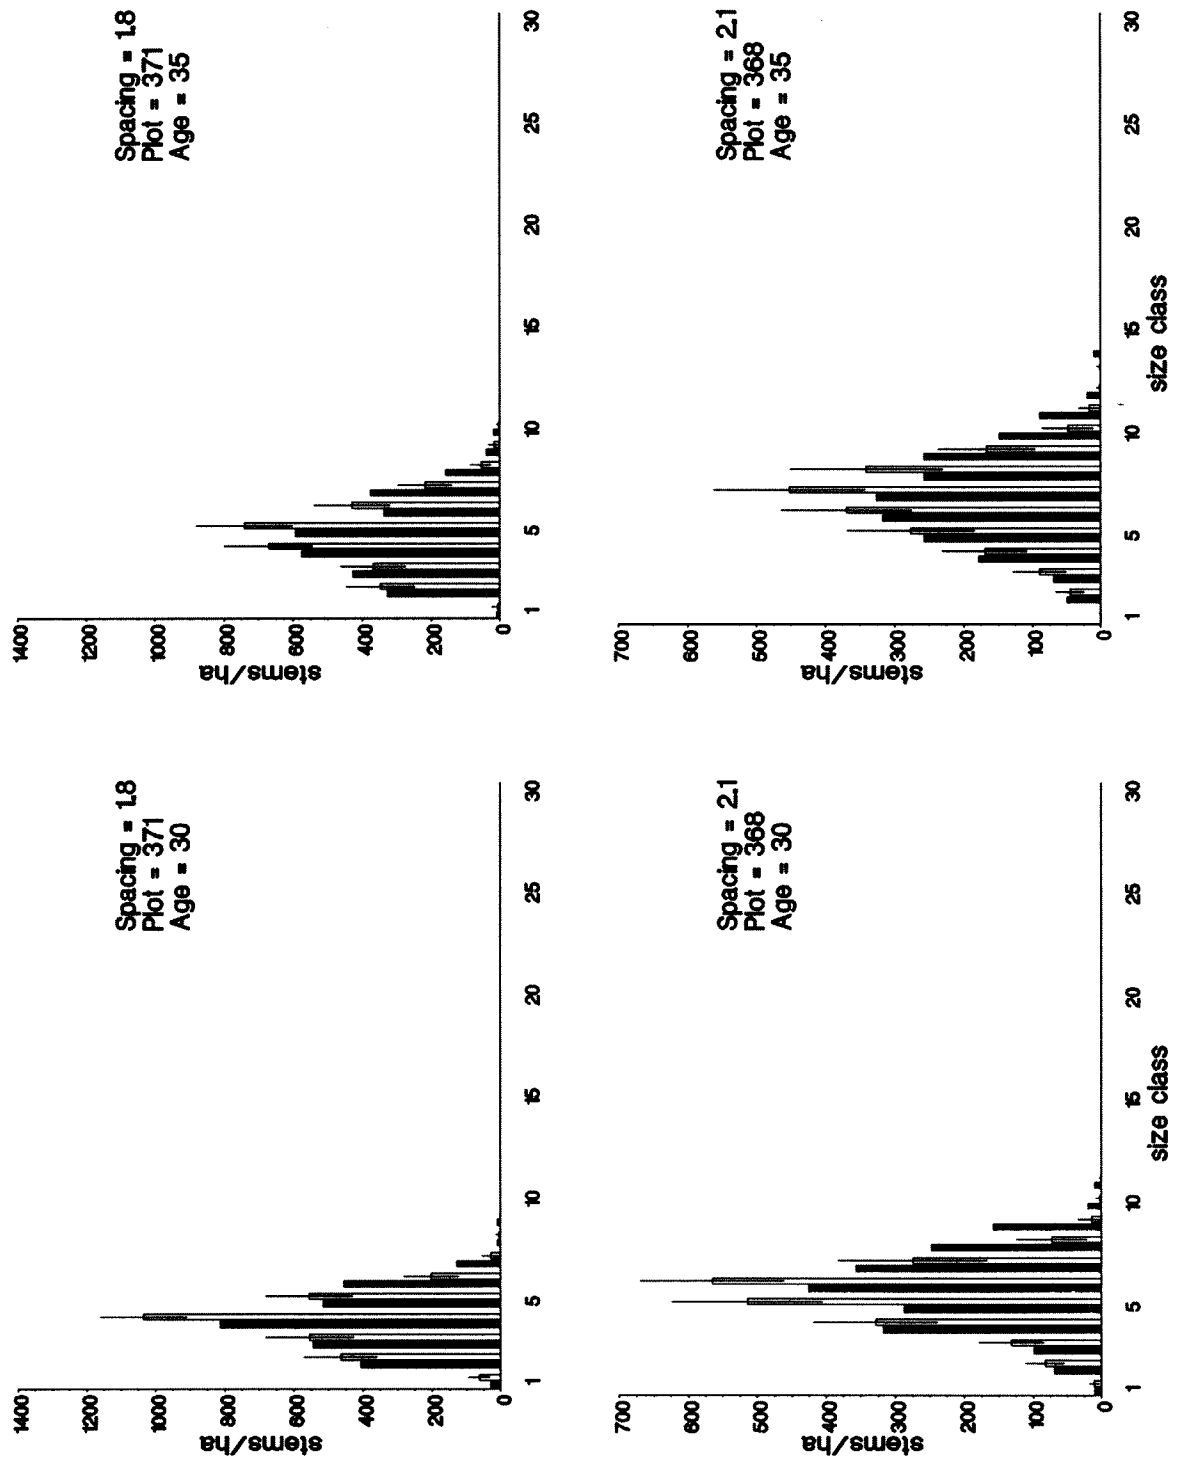 Spacing = 1.8
Plot = 371
Age = 30
stems/ha
1400
1200
1000
800
600
400
200
0
1 5 10 15 20 25 30
Spacing = 1.8
Plot = 371
Age = 35
stems/ha
1400
1200
1000
800
600
400
200
0
1 5 10 15 20 25 30
Spacing = 2.1
Plot = 368
Age = 30
stems/ha
700
600
500
400
300
200
100
0
1 5 10 15 20 25 30
size class
Spacing = 2.1
Plot = 368
Age = 35
stems/ha
700
600
500
400
300
200
100
0
1 5 10 15 20 25 30
size class